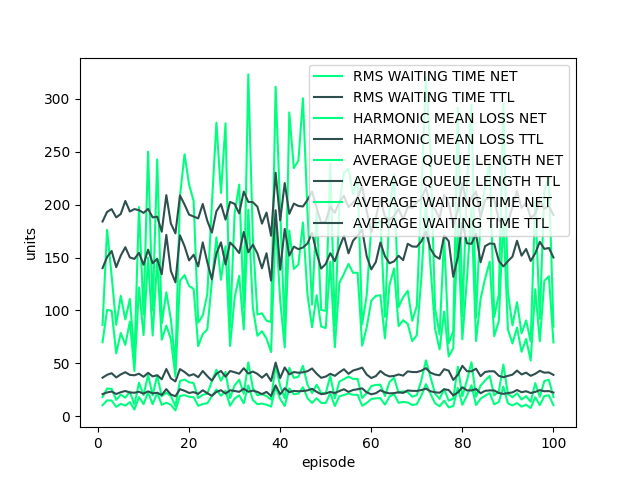 RMS WAITING TIME NET
RMS WAITING TIME TTL
HARMONIC MEAN LOSS NET
HARMONIC MEAN LOSS TTL
AVERAGE QUEUE LENGTH NET
AVERAGE QUEUE LENGTH TTL
AVERAGE WAITING TIME NET
AVERAGE WAITING TIME TTL
300
250
200
150
100
50
0
units
0 20 40 60 80 100
episode